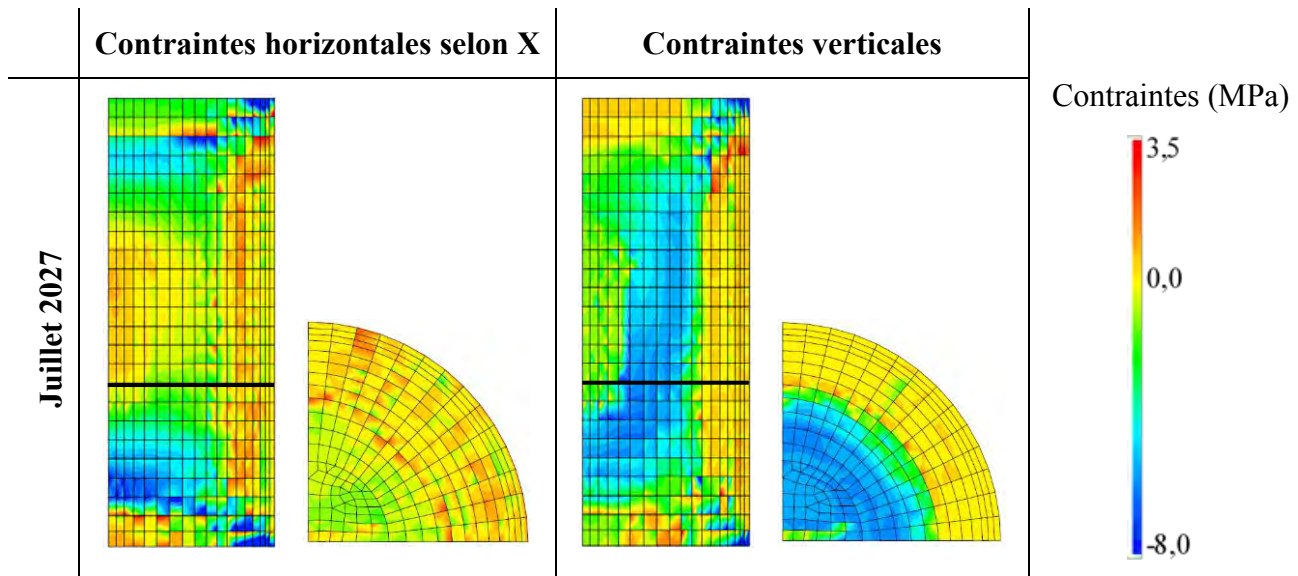 Contraintes horizontales selon X
Contraintes verticales
Contraintes (MPa)
3,5
0,0
-8,0
Juillet 2027